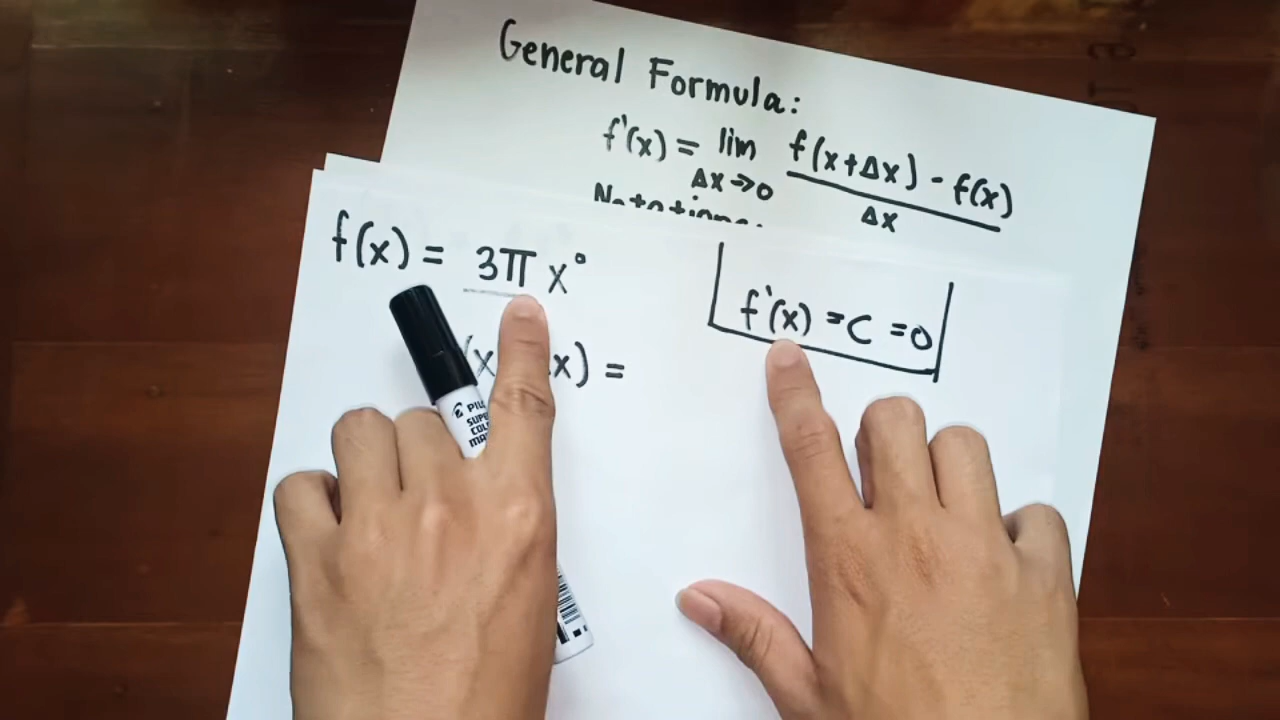 General Formula:
f'(x) = lim f(x+Δx) - f(x)
Δx→0 Δx
f(x) = 3π x°
f'(x) = C = 0
x) =